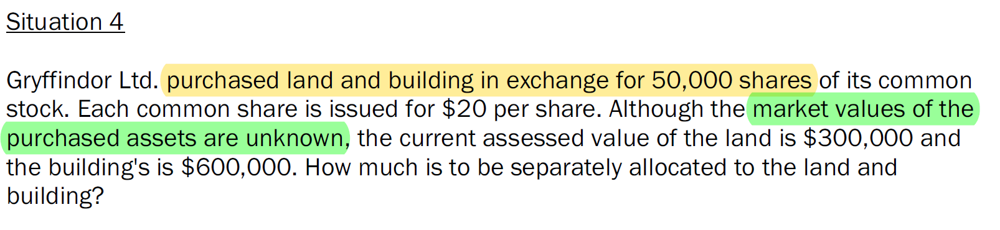 Situation 4
Gryffindor Ltd. purchased land and building in exchange for 50,000 shares of its common
stock. Each common share is issued for $20 per share. Although the market values of the
purchased assets are unknown, the current assessed value of the land is $300,000 and
the building's is $600,000. How much is to be separately allocated to the land and
building?